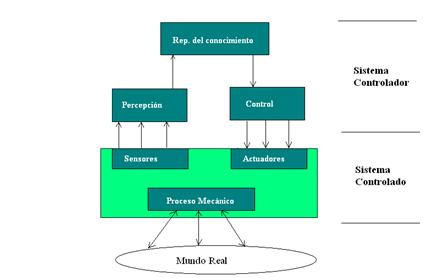 Rep. del conocimiento
Sistema
Controlador
Percepción
Control
Sensores
Actuadores
Sistema
Controlado
Proceso Mecánico
Mundo Real